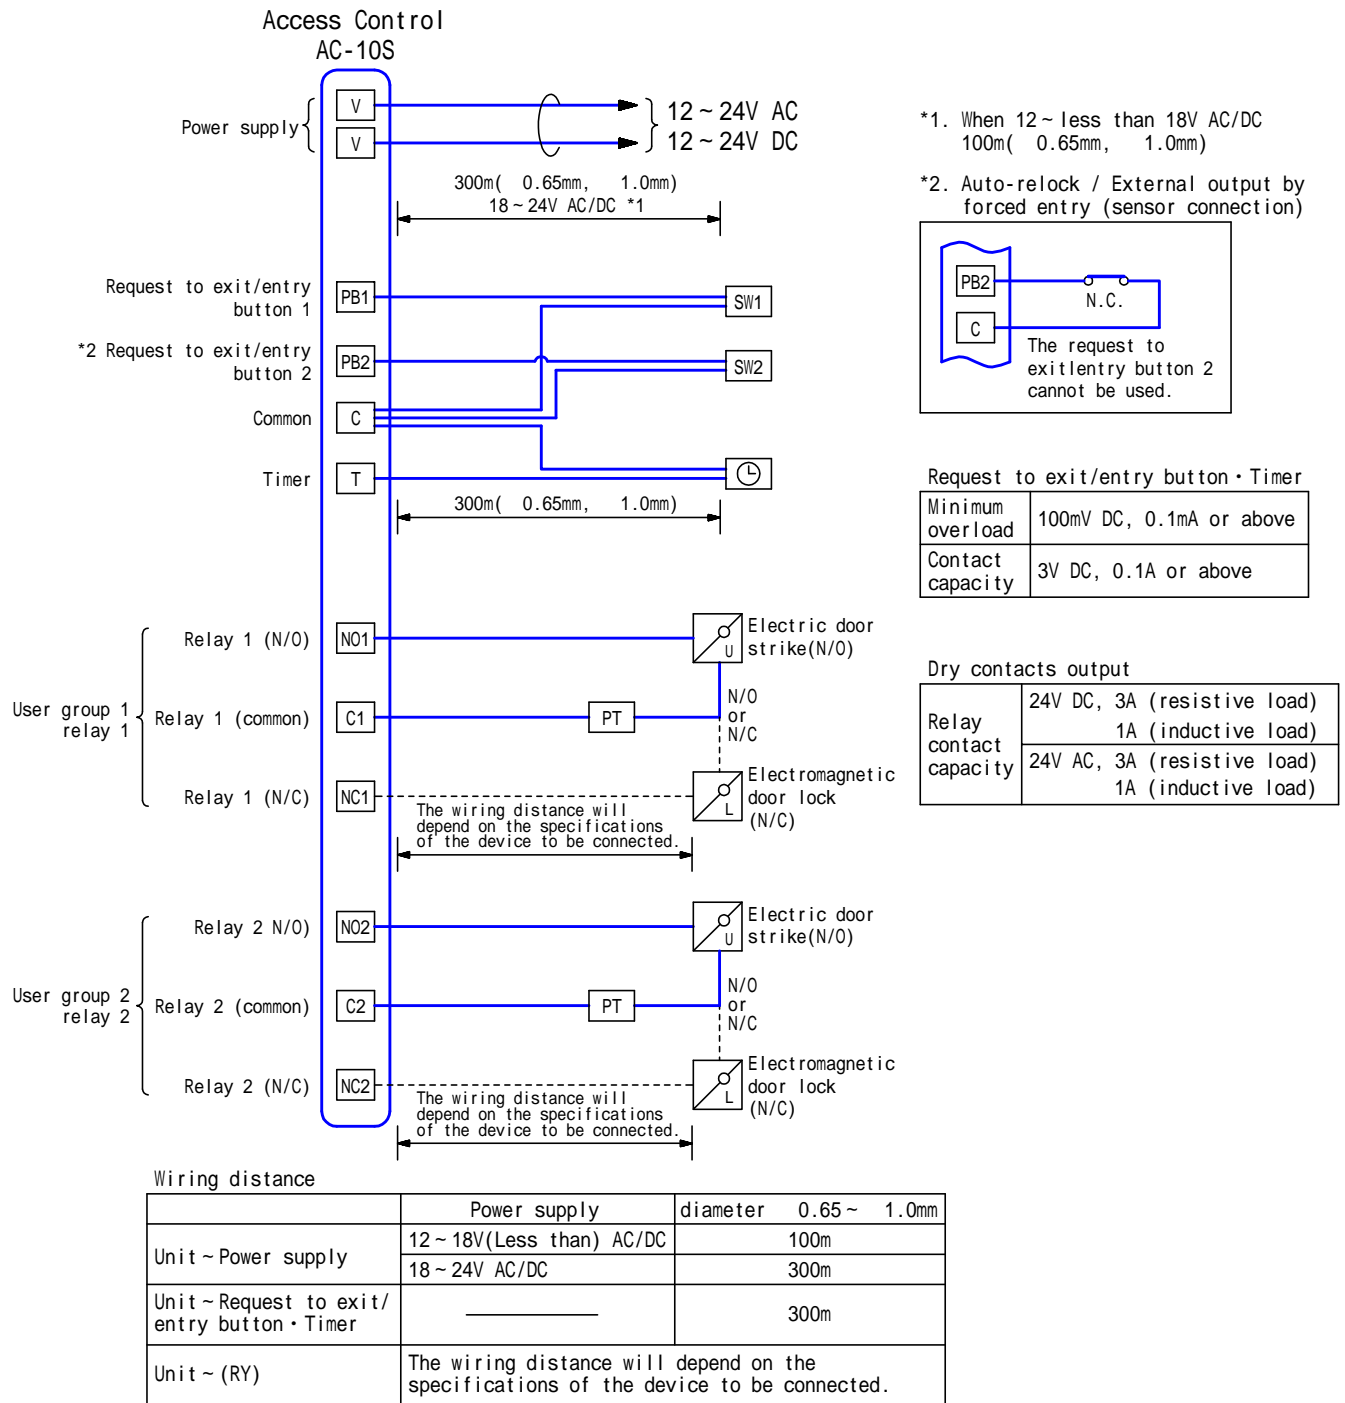 Access Control
AC-10S
Power supply
V
V
12~24V AC
12~24V DC
300m( 0.65mm, 1.0mm)
18~24V AC/DC *1
*1. When 12~less than 18V AC/DC
100m( 0.65mm, 1.0mm)
*2. Auto-relock / External output by
forced entry (sensor connection)
PB2
N.C.
C
The request to
exitlentry button 2
cannot be used.
Request to exit/entry
button 1
PB1
SW1
*2 Request to exit/entry
button 2
PB2
SW2
Common
C
Timer
T
300m( 0.65mm, 1.0mm)
Request to exit/entry button・Timer
Minimum
overload
100mV DC, 0.1mA or above
Contact
capacity
3V DC, 0.1A or above
User group 1
relay 1
Relay 1 (N/O)
NO1
U
Electric door
strike(N/O)
Relay 1 (common)
C1
PT
N/O
or
N/C
Relay 1 (N/C)
NC1
L
Electromagnetic
door lock
(N/C)
The wiring distance will
depend on the specifications
of the device to be connected.
Dry contacts output
Relay
contact
capacity
24V DC, 3A (resistive load)
1A (inductive load)
24V AC, 3A (resistive load)
1A (inductive load)
User group 2
relay 2
Relay 2 N/O)
NO2
U
Electric door
strike(N/O)
Relay 2 (common)
C2
PT
N/O
or
N/C
Relay 2 (N/C)
NC2
L
Electromagnetic
door lock
(N/C)
The wiring distance will
depend on the specifications
of the device to be connected.
Wiring distance
Power supply
diameter 0.65~ 1.0mm
Unit~Power supply
12~18V(Less than) AC/DC
100m
18~24V AC/DC
300m
Unit~Request to exit/
entry button・Timer
300m
Unit~(RY)
The wiring distance will depend on the
specifications of the device to be connected.